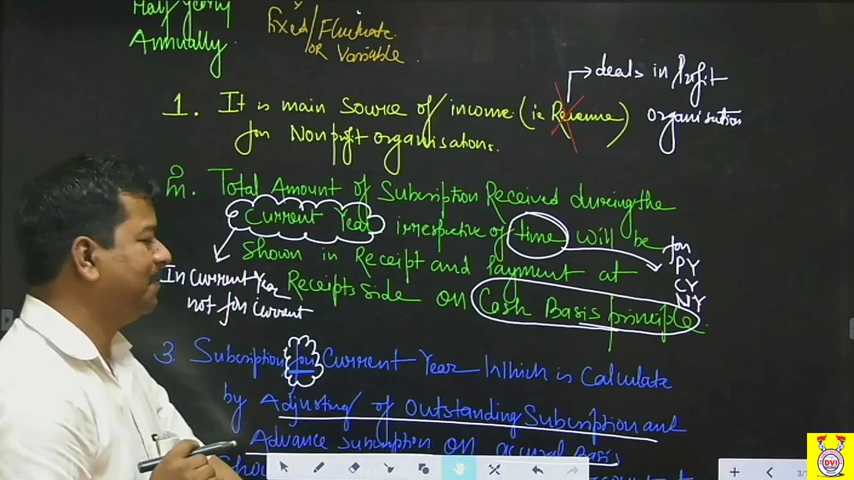 Half yearly
Annually.
fixed/Fluctuate
OR Variable.
deals in Profit
organisation
1. It is main source of income (ie Revenue)
for Nonprofit organisations.
2. Total Amount of Subscription Received during the
Current Year irrespective of time will be
for
PY
CY
NY
Shown in Receipt and Payment at
In Current Year
not for Current
Receipts side on Cash Basis principle.
3. Subscription for Current Year Which is Calculate
by Adjusting of Outstanding Subscription and
Advance subscription on accrual Basis
DVI